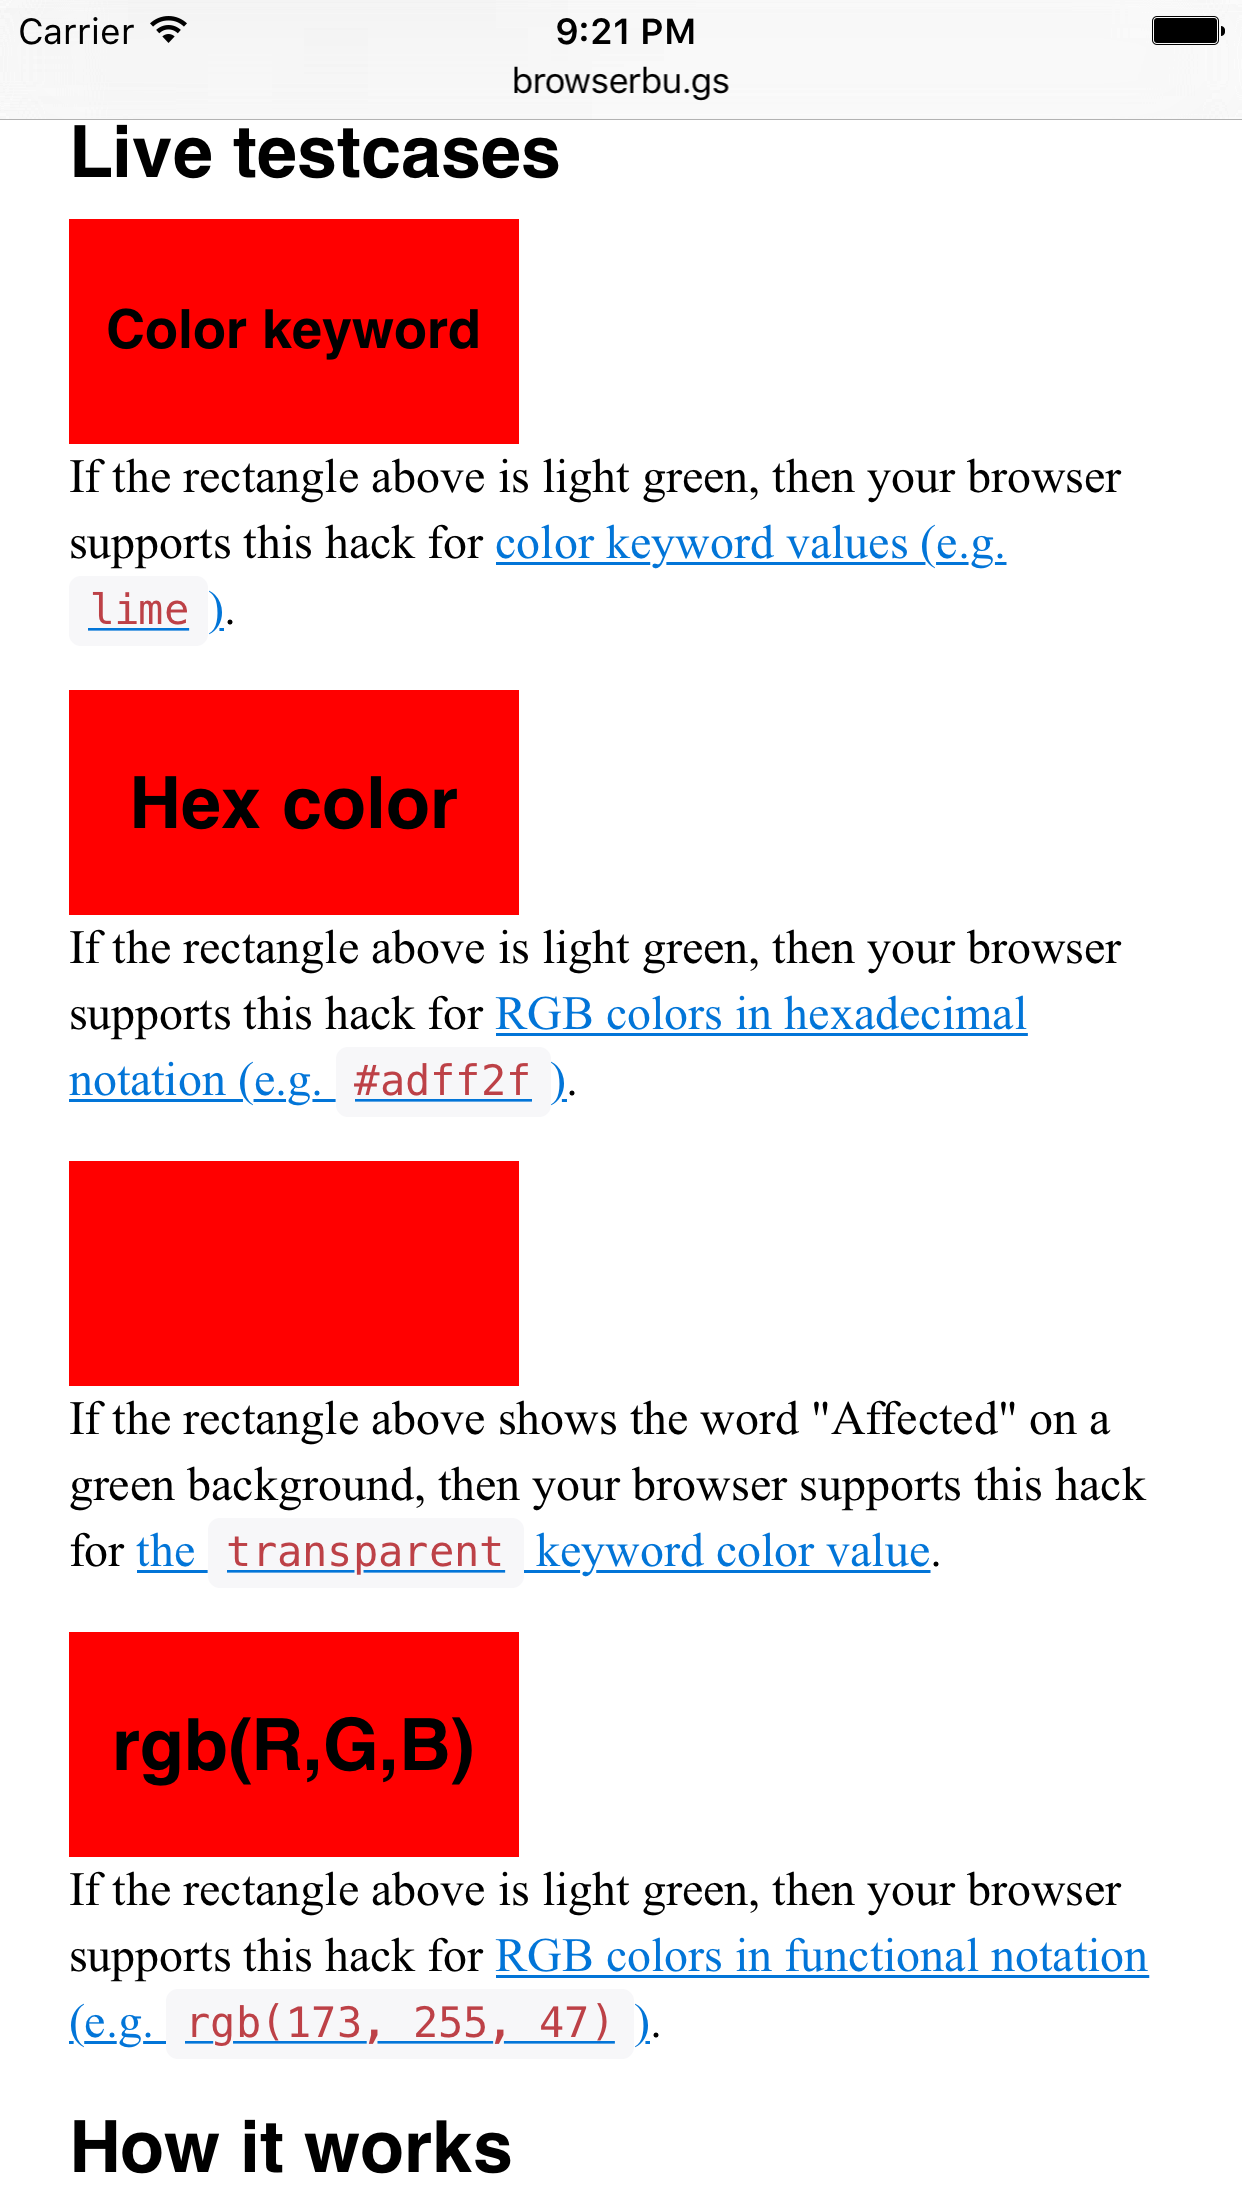 Carrier 9:21 PM
browserbu.gs
Live testcases
Color keyword
If the rectangle above is light green, then your browser
supports this hack for color keyword values (e.g.
lime ).
Hex color
If the rectangle above is light green, then your browser
supports this hack for RGB colors in hexadecimal
notation (e.g. #adff2f ).
If the rectangle above shows the word "Affected" on a
green background, then your browser supports this hack
for the transparent keyword color value.
rgb(R,G,B)
If the rectangle above is light green, then your browser
supports this hack for RGB colors in functional notation
(e.g. rgb(173, 255, 47) ).
How it works